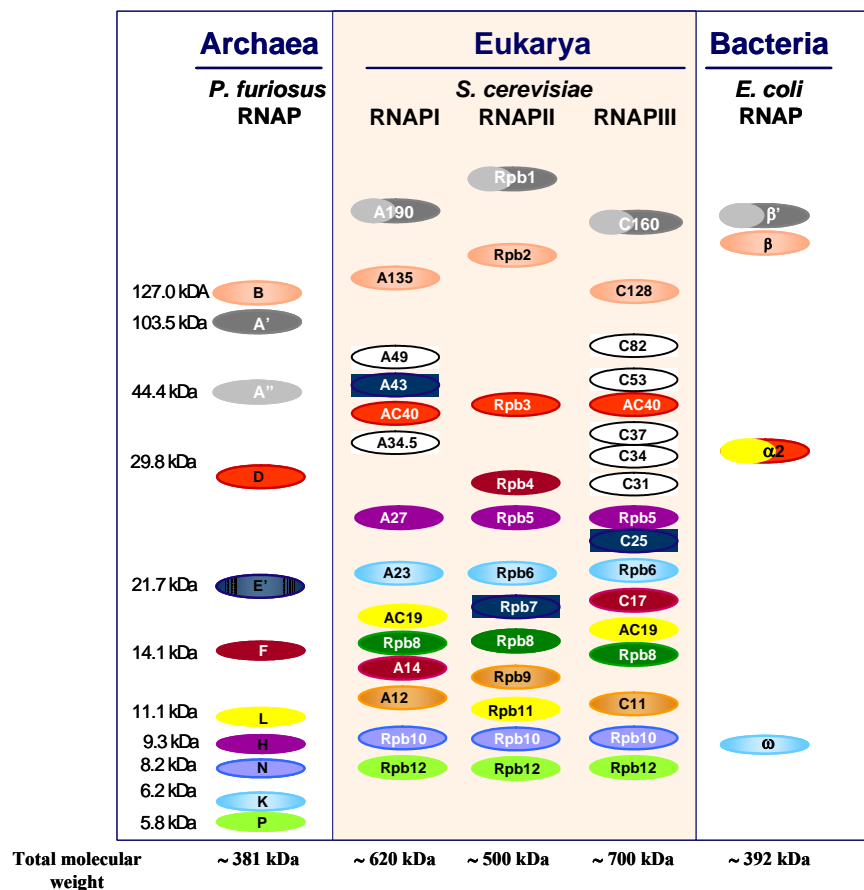 Archaea Eukarya Bacteria
P. furiosus S. cerevisiae E. coli
RNAP RNAPI RNAPII RNAPIII RNAP
Rpb1
A190 β’
C160
β
Rpb2
A135
127.0 kDA B C128
103.5 kDa A’
C82
A49
C53
44.4 kDa A’’ A43
Rpb3 AC40
AC40
C37
A34.5
α2
29.8 kDa C34
D
Rpb4 C31
A27 Rpb5 Rpb5
C25
A23 Rpb6 Rpb6
21.7 kDa E’
C17
Rpb7
AC19
AC19
Rpb8 Rpb8
14.1 kDa F Rpb8
A14
Rpb9
A12
C11
Rpb11
11.1 kDa L
Rpb10 Rpb10 Rpb10
9.3 kDa H ω
8.2 kDa N Rpb12 Rpb12 Rpb12
6.2 kDa
K
5.8 kDa P
Total molecular ~ 381 kDa ~ 620 kDa ~ 500 kDa ~ 700 kDa ~ 392 kDa
weight